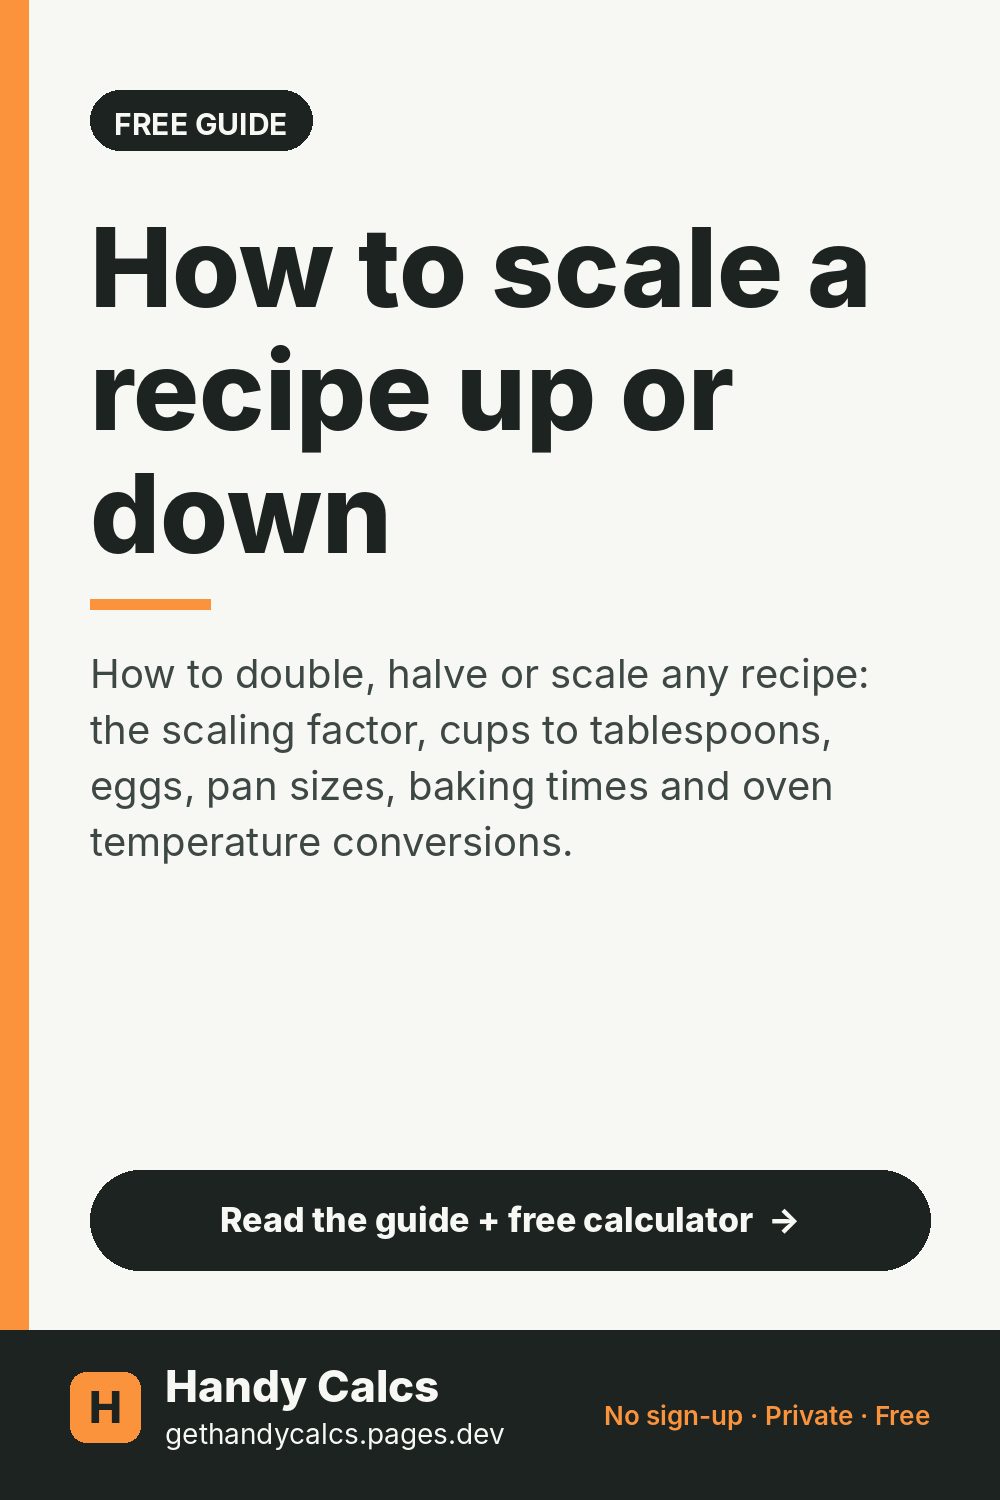 FREE GUIDE
How to scale a
recipe up or
down
How to double, halve or scale any recipe:
the scaling factor, cups to tablespoons,
eggs, pan sizes, baking times and oven
temperature conversions.
Read the guide + free calculator →
H
Handy Calcs
gethandycalcs.pages.dev
No sign-up · Private · Free